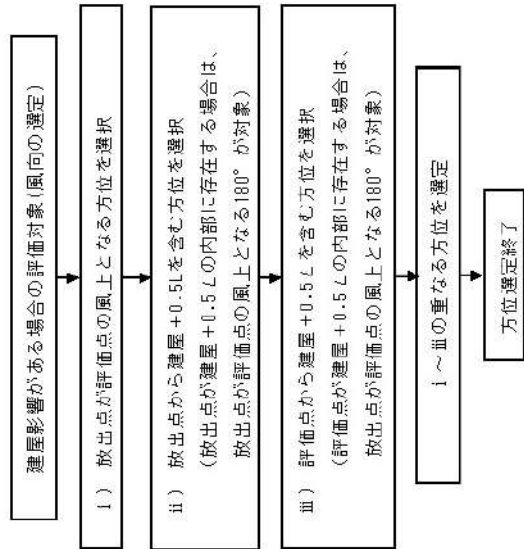 建屋影響がある場合の評価対象(風向の選定)
i) 放出点が評価点の風上となる方位を選択
ii) 放出点から建屋+0.5Lを含む方位を選択
(放出点が建屋+0.5Lの内部に存在する場合は、
放出点が評価点の風上となる180°が対象)
iii) 評価点から建屋+0.5Lを含む方位を選択
(評価点が建屋+0.5Lの内部に存在する場合は、
放出点が評価点の風上となる180°が対象)
i~iiiの重なる方位を選定
方位選定終了